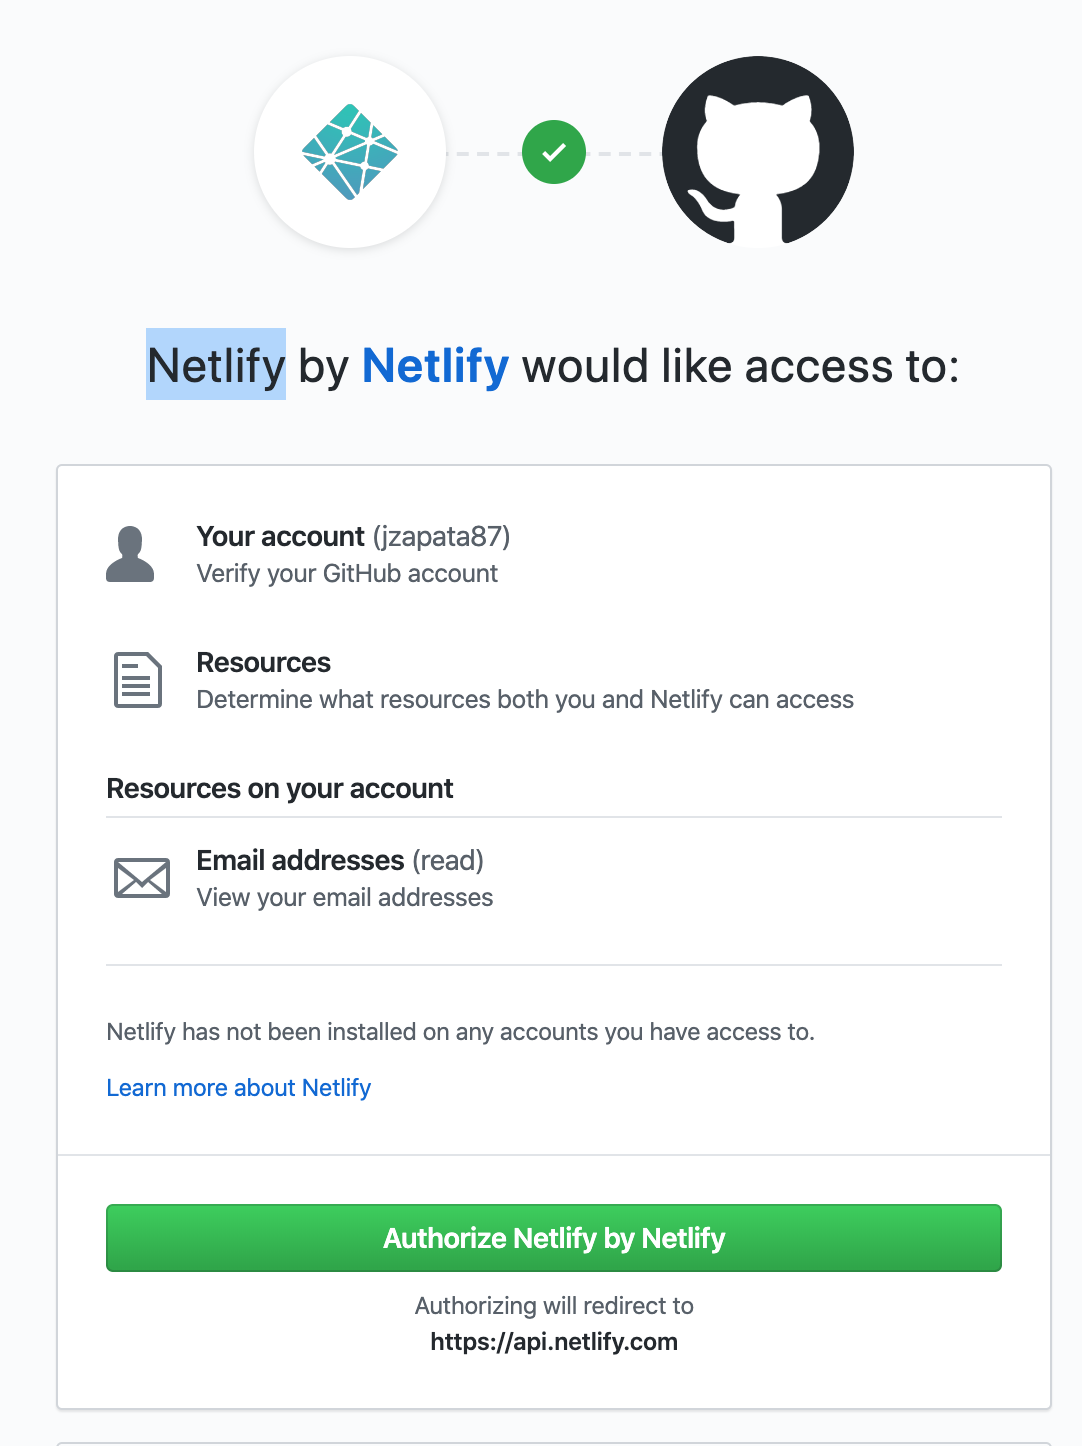 Netlify by Netlify would like access to:
Your account (jzapata87)
Verify your GitHub account
Resources
Determine what resources both you and Netlify can access
Resources on your account
Email addresses (read)
View your email addresses
Netlify has not been installed on any accounts you have access to.
Learn more about Netlify
Authorize Netlify by Netlify
Authorizing will redirect to
https://api.netlify.com